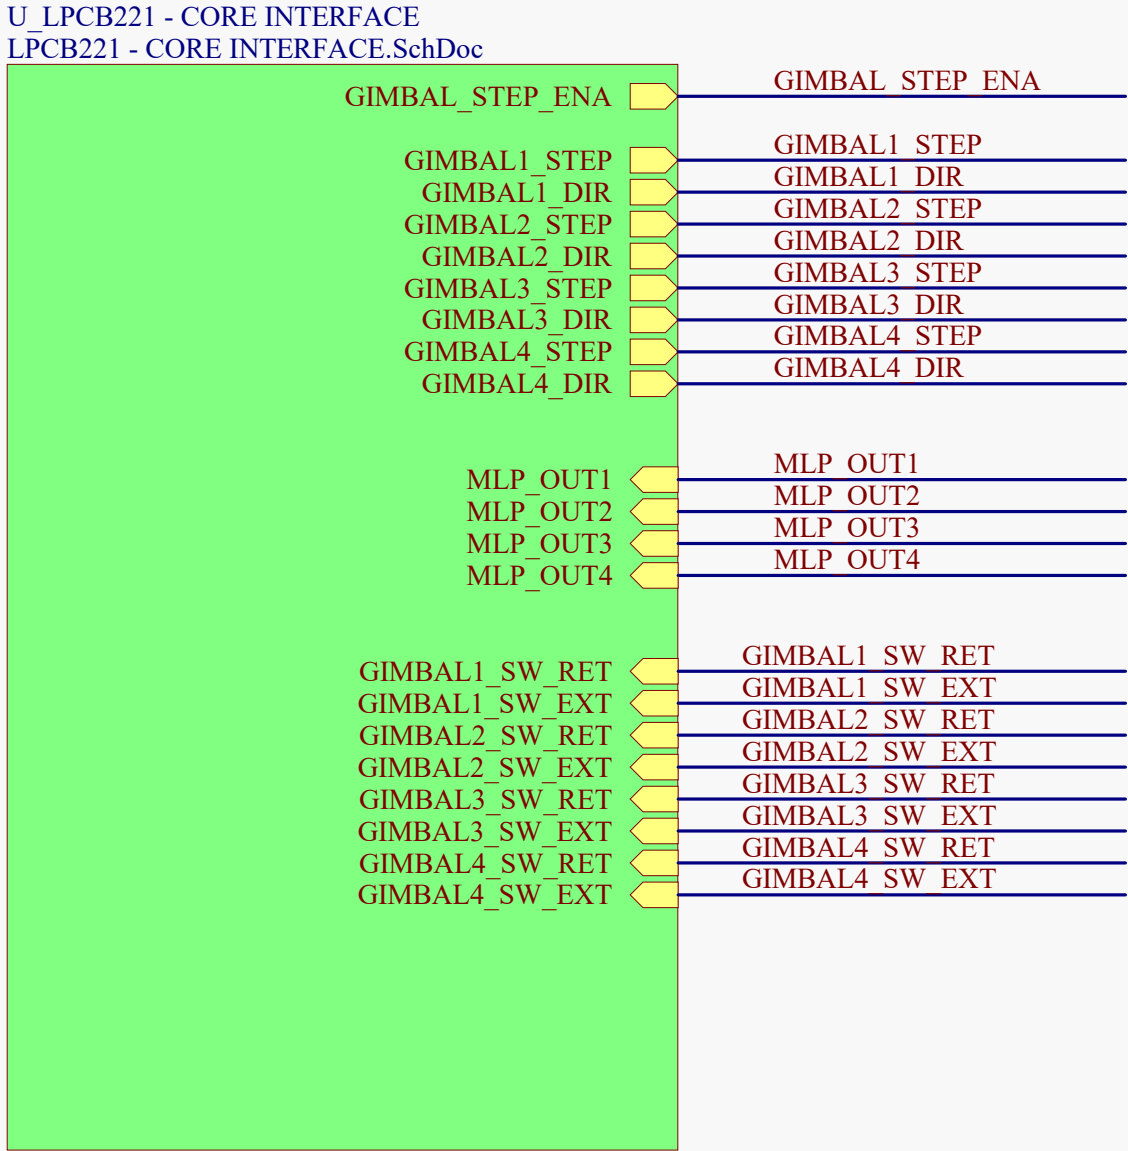 U_LPCB221 - CORE INTERFACE
LPCB221 - CORE INTERFACE.SchDoc
GIMBAL_STEP_ENA GIMBAL_STEP_ENA
GIMBAL1_STEP GIMBAL1_STEP
GIMBAL1_DIR GIMBAL1_DIR
GIMBAL2_STEP GIMBAL2_STEP
GIMBAL2_DIR GIMBAL2_DIR
GIMBAL3_STEP GIMBAL3_STEP
GIMBAL3_DIR GIMBAL3_DIR
GIMBAL4_STEP GIMBAL4_STEP
GIMBAL4_DIR GIMBAL4_DIR
MLP_OUT1 MLP_OUT1
MLP_OUT2 MLP_OUT2
MLP_OUT3 MLP_OUT3
MLP_OUT4 MLP_OUT4
GIMBAL1_SW_RET GIMBAL1_SW_RET
GIMBAL1_SW_EXT GIMBAL1_SW_EXT
GIMBAL2_SW_RET GIMBAL2_SW_RET
GIMBAL2_SW_EXT GIMBAL2_SW_EXT
GIMBAL3_SW_RET GIMBAL3_SW_RET
GIMBAL3_SW_EXT GIMBAL3_SW_EXT
GIMBAL4_SW_RET GIMBAL4_SW_RET
GIMBAL4_SW_EXT GIMBAL4_SW_EXT